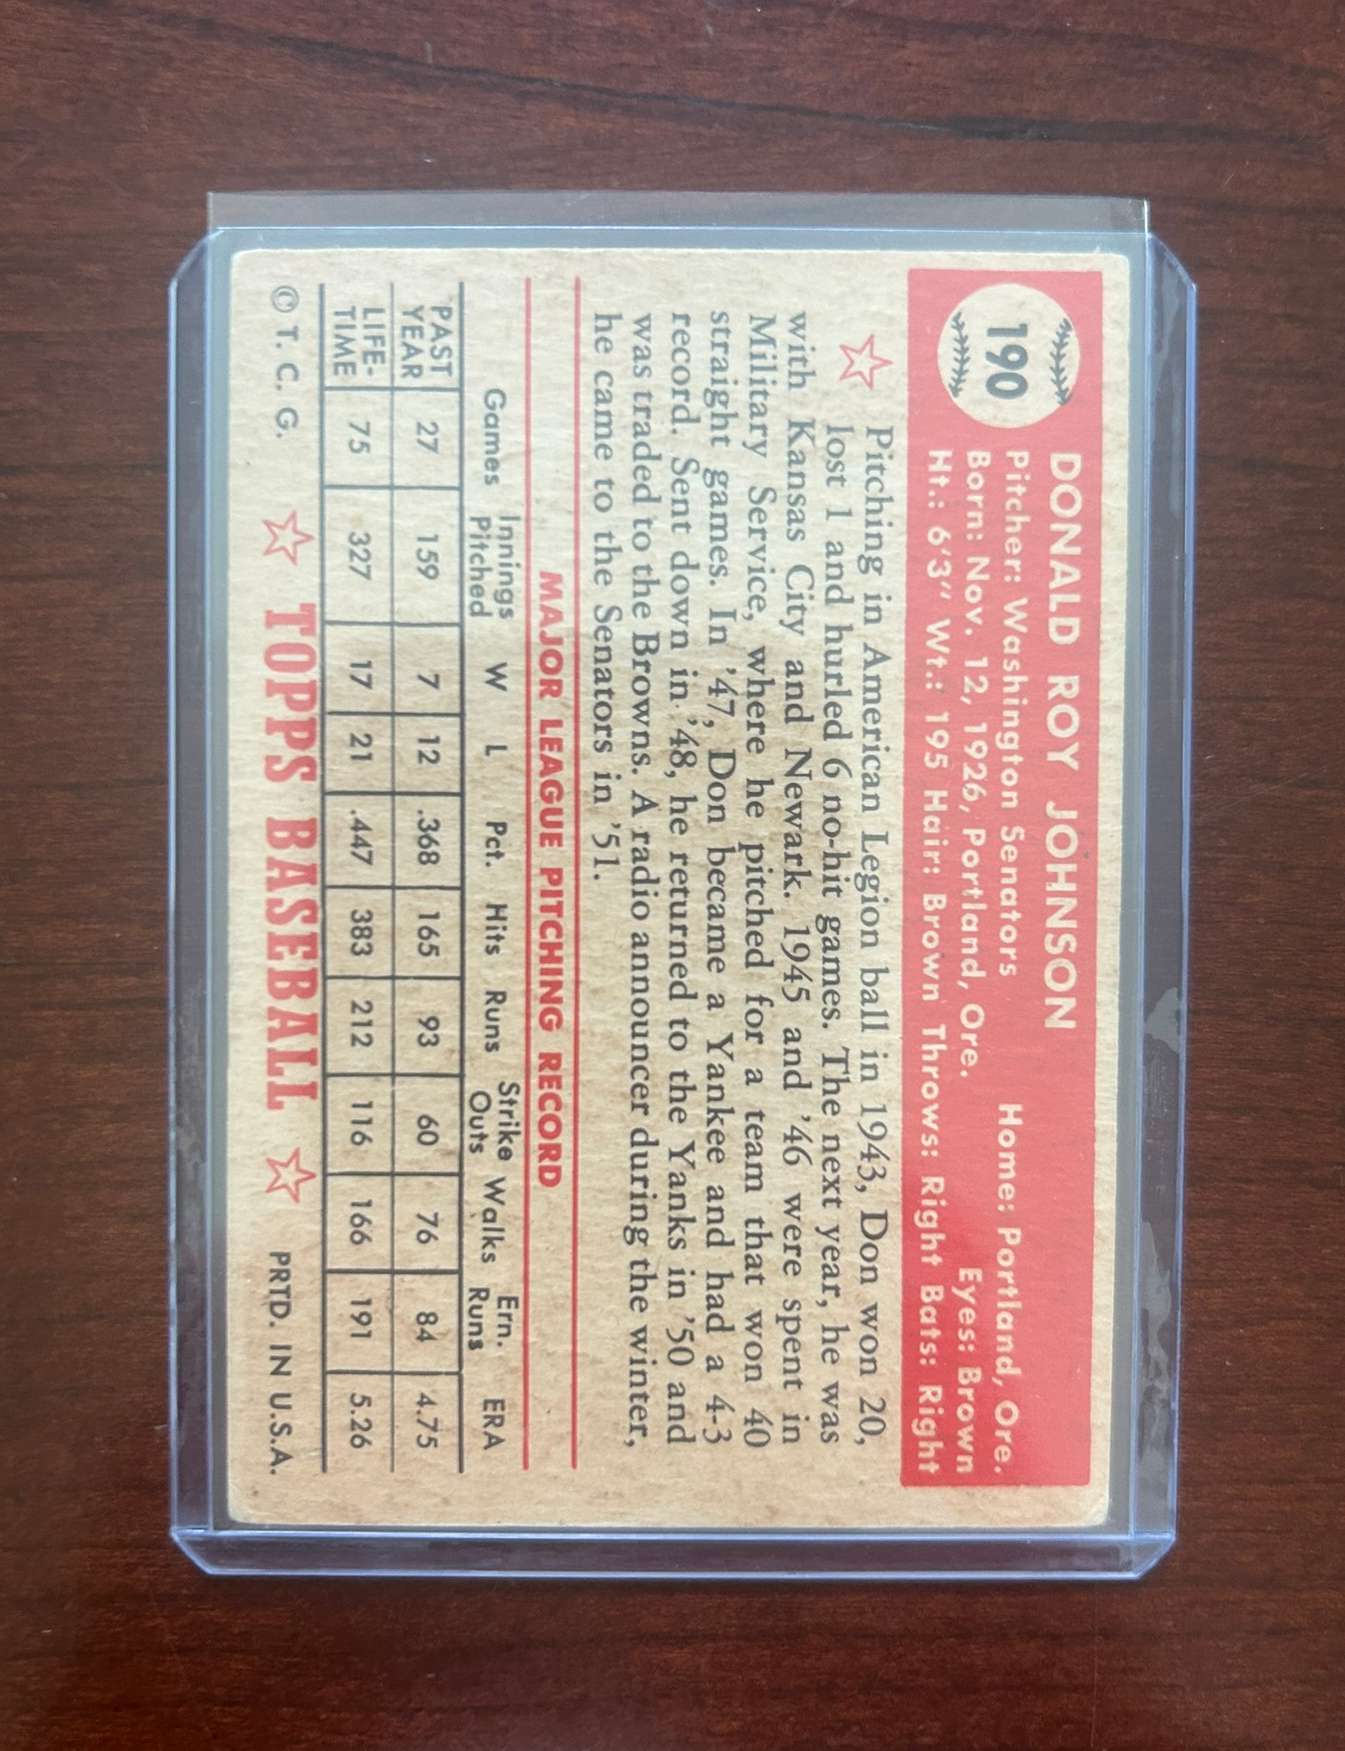 190
DONALD ROY JOHNSON
Pitcher: Washington Senators Home: Portland, Ore.
Born: Nov. 12, 1926, Portland, Ore. Eyes: Brown
Ht.: 6'3" Wt.: 195 Hair: Brown Throws: Right Bats: Right
Pitching in American Legion ball in 1943, Don won 20,
lost 1 and hurled 6 no-hit games. The next year, he was
with Kansas City and Newark. 1945 and '46 were spent in
Military Service, where he pitched for a team that won 40
straight games. In '47, Don became a Yankee and had a 4-3
record. Sent down in '48, he returned to the Yanks in '50 and
was traded to the Browns. A radio announcer during the winter,
he came to the Senators in '51.
MAJOR LEAGUE PITCHING RECORD
Games Innings Pitched W L Pct. Hits Runs Strike Outs Walks Ern. Runs ERA
PAST YEAR 27 159 7 12 .368 165 93 60 76 84 4.75
LIFE-TIME 75 327 17 21 .447 383 212 116 166 191 5.26
© T. C. G. TOPPS BASEBALL PRTD. IN U.S.A.